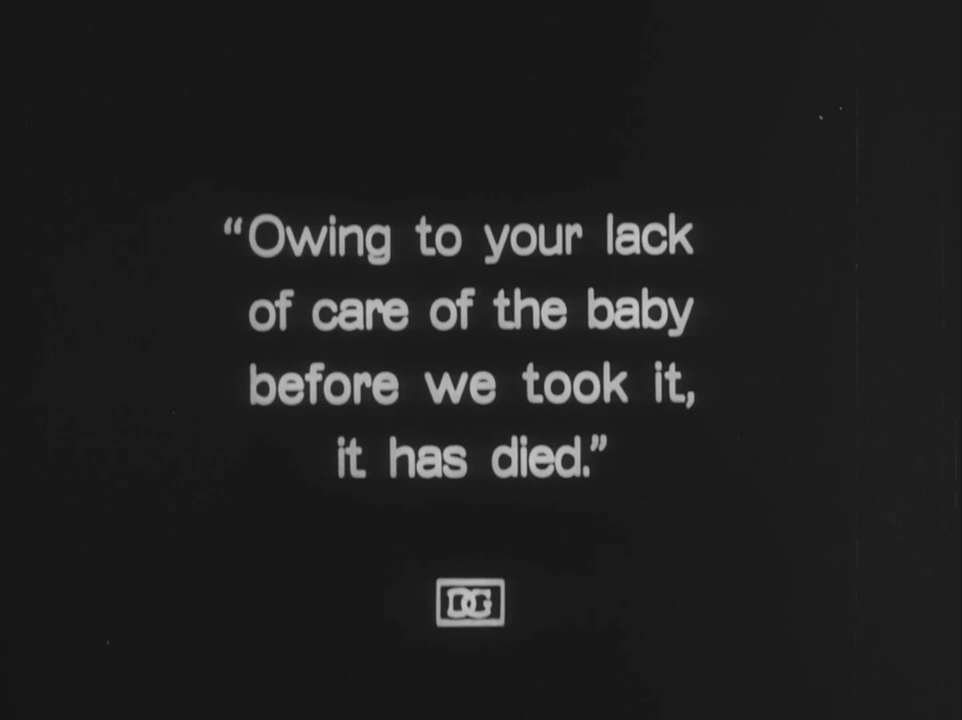 “Owing to your lack
of care of the baby
before we took it,
it has died.”
DG